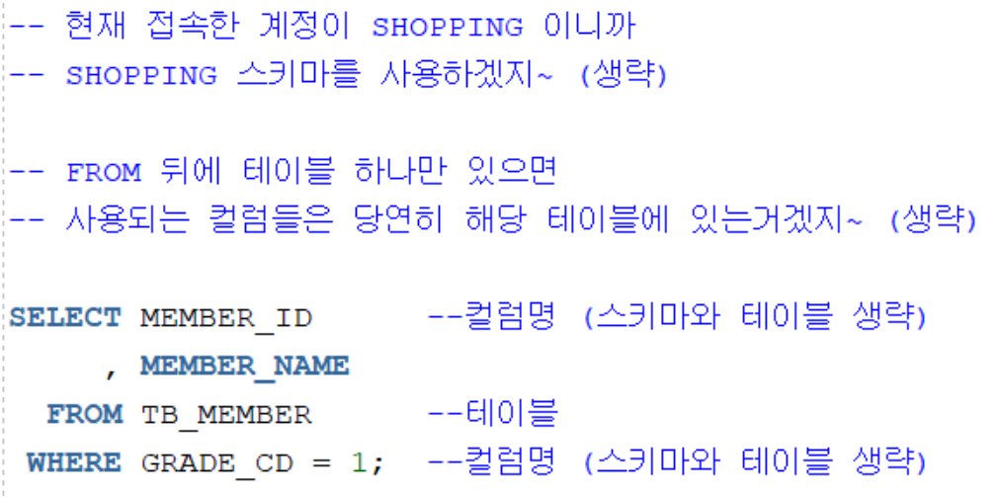 -- 현재 접속한 계정이 SHOPPING 이니까
-- SHOPPING 스키마를 사용하겠지~ (생략)
-- FROM 뒤에 테이블 하나만 있으면
-- 사용되는 컬럼들은 당연히 해당 테이블에 있는거겠지~ (생략)
SELECT MEMBER_ID --컬럼명 (스키마와 테이블 생략)
, MEMBER_NAME
FROM TB_MEMBER --테이블
WHERE GRADE_CD = 1; --컬럼명 (스키마와 테이블 생략)